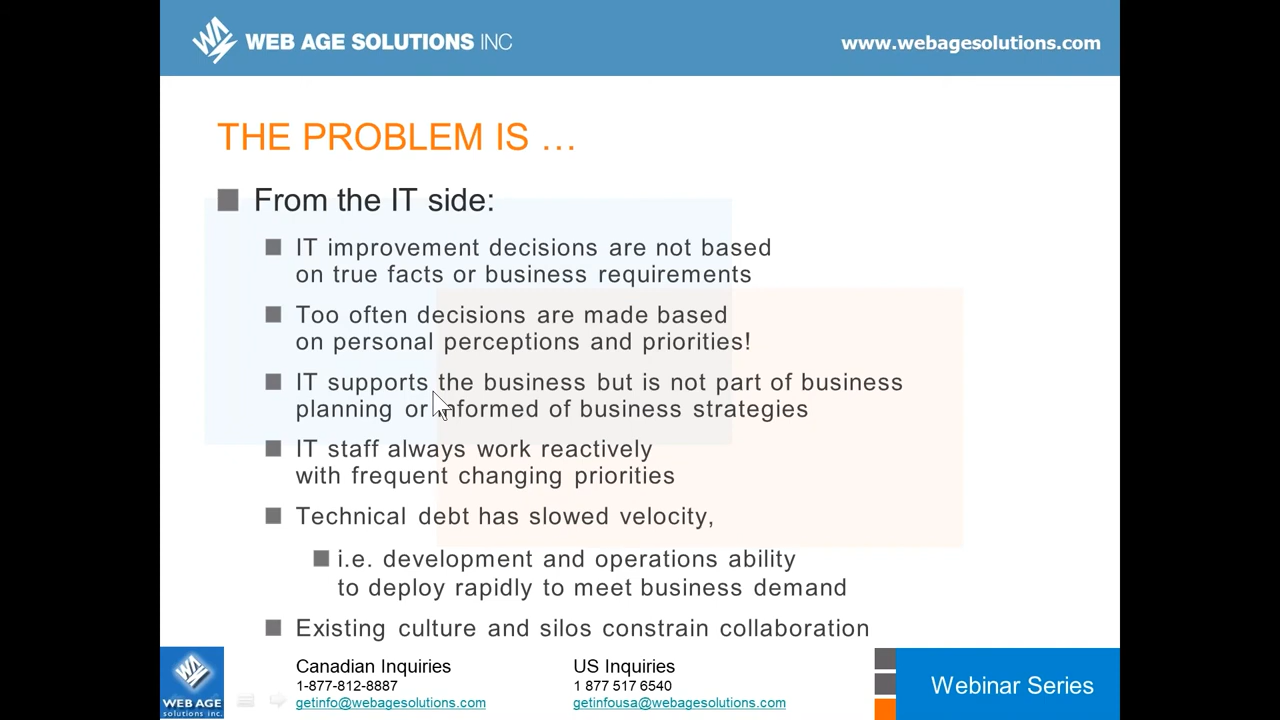 WEB AGE SOLUTIONS INC
www.webagesolutions.com
THE PROBLEM IS …
From the IT side:
IT improvement decisions are not based
on true facts or business requirements
Too often decisions are made based
on personal perceptions and priorities!
IT supports the business but is not part of business
planning or informed of business strategies
IT staff always work reactively
with frequent changing priorities
Technical debt has slowed velocity,
i.e. development and operations ability
to deploy rapidly to meet business demand
Existing culture and silos constrain collaboration
WEB AGE
solutions inc.
Canadian Inquiries
1-877-812-8887
getinfo@webagesolutions.com
US Inquiries
1 877 517 6540
getinfousa@webagesolutions.com
Webinar Series